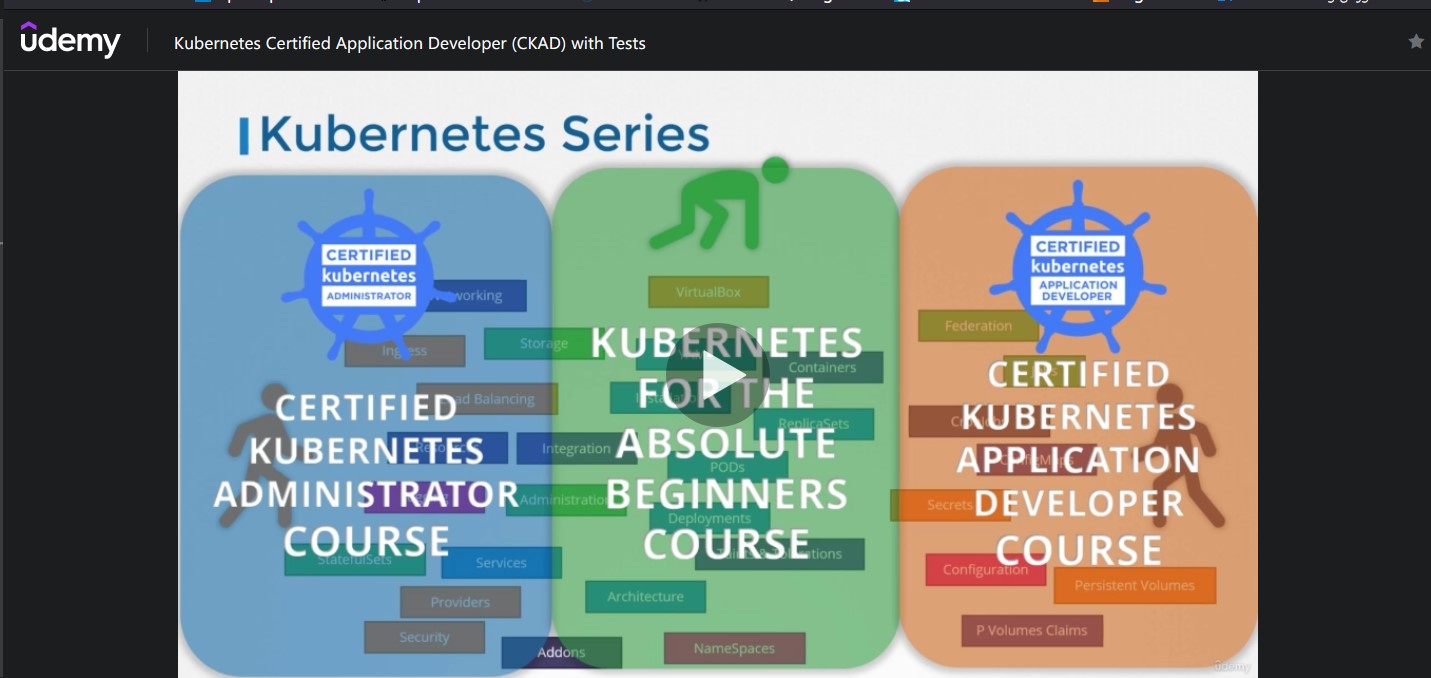 udemy
Kubernetes Certified Application Developer (CKAD) with Tests
Kubernetes Series
CERTIFIED
kubernetes
ADMINISTRATOR
Storage
Load Balancing
Integration
Administration
CERTIFIED
KUBERNETES
ADMINISTRATOR
COURSE
StatefulSets
Services
Providers
Security
Addons
VirtualBox
KUBERNETES
FOR THE
ABSOLUTE
BEGINNERS
COURSE
Containers
ReplicaSets
PODs
Deployments
Architecture
NameSpaces
CERTIFIED
kubernetes
APPLICATION
DEVELOPER
Federation
CERTIFIED
KUBERNETES
APPLICATION
DEVELOPER
COURSE
Secrets
Configuration
Persistent Volumes
P Volumes Claims
udemy